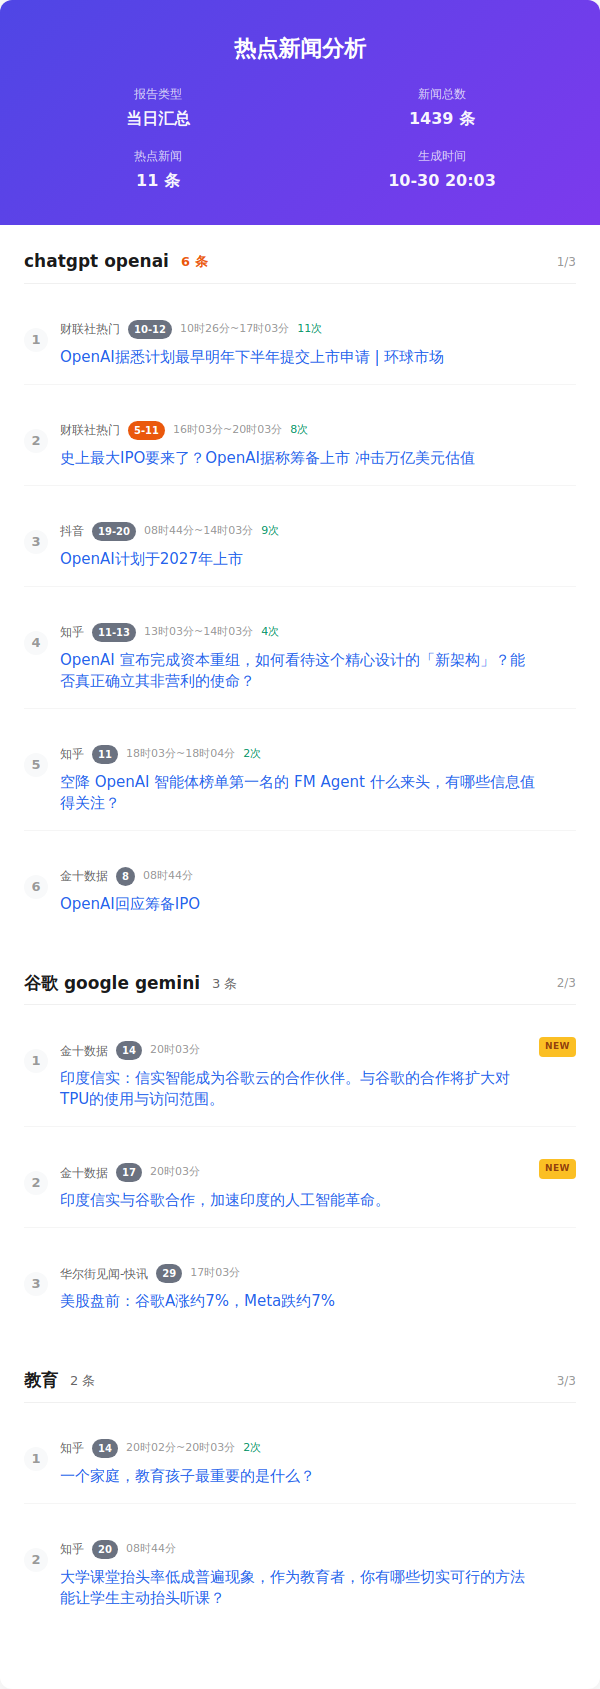 热点新闻分析
报告类型
新闻总数
当日汇总
1439 条
热点新闻
生成时间
11 条
10-30 20:03
chatgpt openai 6 条 1/3
1 财联社热门 10-12 10时26分~17时03分 11次
OpenAI据悉计划最早明年下半年提交上市申请 | 环球市场
2 财联社热门 5-11 16时03分~20时03分 8次
史上最大IPO要来了？OpenAI据称筹备上市 冲击万亿美元估值
3 抖音 19-20 08时44分~14时03分 9次
OpenAI计划于2027年上市
4 知乎 11-13 13时03分~14时03分 4次
OpenAI 宣布完成资本重组，如何看待这个精心设计的「新架构」？能
否真正确立其非营利的使命？
5 知乎 11 18时03分~18时04分 2次
空降 OpenAI 智能体榜单第一名的 FM Agent 什么来头，有哪些信息值
得关注？
6 金十数据 8 08时44分
OpenAI回应筹备IPO
谷歌 google gemini 3 条 2/3
1 金十数据 14 20时03分 NEW
印度信实：信实智能成为谷歌云的合作伙伴。与谷歌的合作将扩大对
TPU的使用与访问范围。
2 金十数据 17 20时03分 NEW
印度信实与谷歌合作，加速印度的人工智能革命。
3 华尔街见闻-快讯 29 17时03分
美股盘前：谷歌A涨约7%，Meta跌约7%
教育 2 条 3/3
1 知乎 14 20时02分~20时03分 2次
一个家庭，教育孩子最重要的是什么？
2 知乎 20 08时44分
大学课堂抬头率低成普遍现象，作为教育者，你有哪些切实可行的方法
能让学生主动抬头听课？